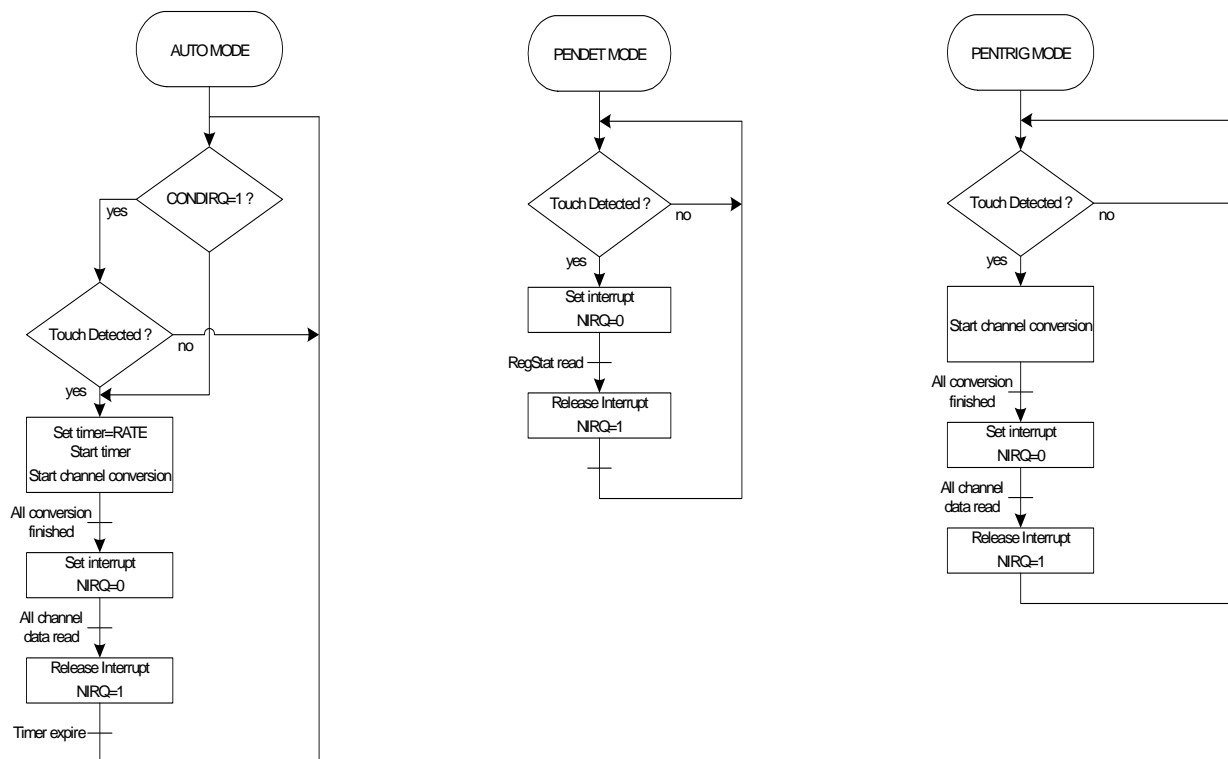 AUTO MODE
CONDIRQ=1 ?
yes
Touch Detected ?
no
yes
Set timer=RATE
Start timer
Start channel conversion
All conversion
finished
Set interrupt
NIRQ=0
All channel
data read
Release Interrupt
NIRQ=1
Timer expire
PENDET MODE
Touch Detected ?
no
yes
Set interrupt
NIRQ=0
RegStat read
Release Interrupt
NIRQ=1
PENTRIG MODE
Touch Detected ?
no
yes
Start channel conversion
All conversion
finished
Set interrupt
NIRQ=0
All channel
data read
Release Interrupt
NIRQ=1